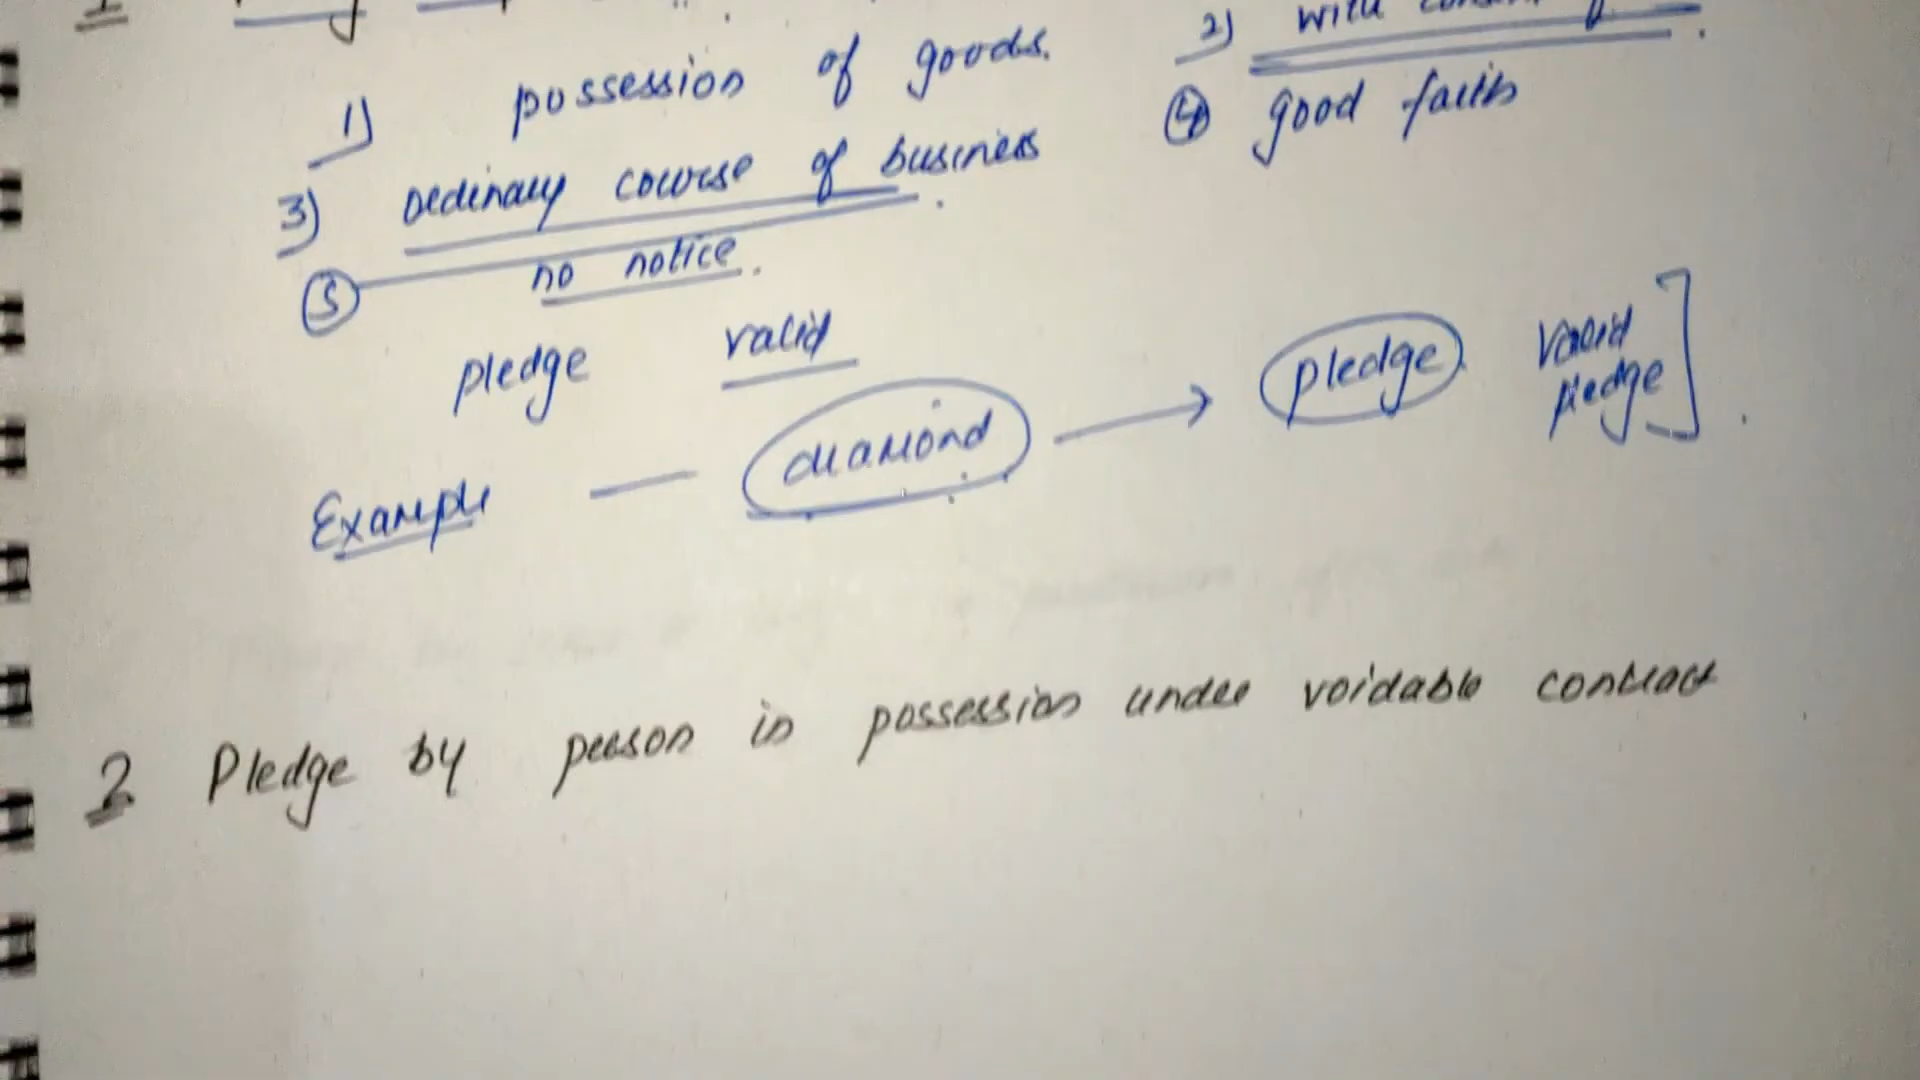 2) with consent
1) possession of goods.
4 good faith
3) ordinary course of business
5 no notice.
pledge valid
Example — diamond → pledge valid pledge
2 Pledge by person in possession under voidable contract